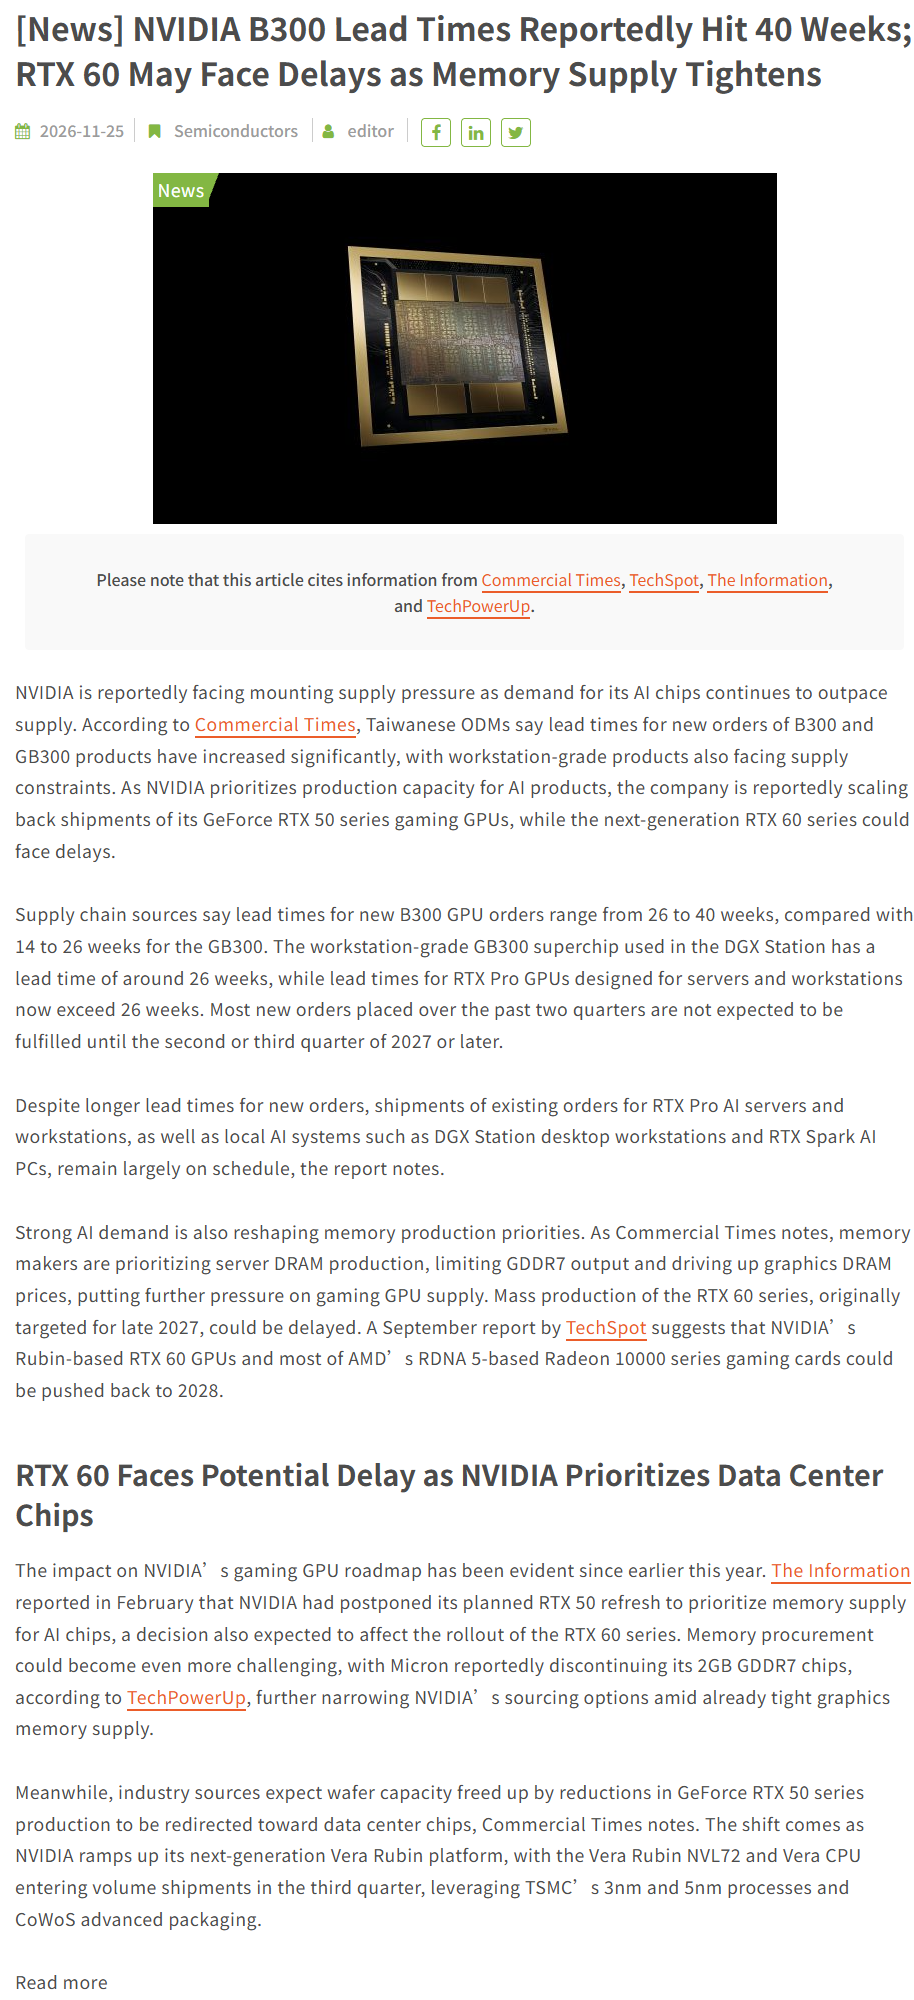 [News] NVIDIA B300 Lead Times Reportedly Hit 40 Weeks;
RTX 60 May Face Delays as Memory Supply Tightens
2026-11-25 Semiconductors editor
News
Please note that this article cites information from Commercial Times, TechSpot, The Information,
and TechPowerUp.
NVIDIA is reportedly facing mounting supply pressure as demand for its AI chips continues to outpace
supply. According to Commercial Times, Taiwanese ODMs say lead times for new orders of B300 and
GB300 products have increased significantly, with workstation-grade products also facing supply
constraints. As NVIDIA prioritizes production capacity for AI products, the company is reportedly scaling
back shipments of its GeForce RTX 50 series gaming GPUs, while the next-generation RTX 60 series could
face delays.
Supply chain sources say lead times for new B300 GPU orders range from 26 to 40 weeks, compared with
14 to 26 weeks for the GB300. The workstation-grade GB300 superchip used in the DGX Station has a
lead time of around 26 weeks, while lead times for RTX Pro GPUs designed for servers and workstations
now exceed 26 weeks. Most new orders placed over the past two quarters are not expected to be
fulfilled until the second or third quarter of 2027 or later.
Despite longer lead times for new orders, shipments of existing orders for RTX Pro AI servers and
workstations, as well as local AI systems such as DGX Station desktop workstations and RTX Spark AI
PCs, remain largely on schedule, the report notes.
Strong AI demand is also reshaping memory production priorities. As Commercial Times notes, memory
makers are prioritizing server DRAM production, limiting GDDR7 output and driving up graphics DRAM
prices, putting further pressure on gaming GPU supply. Mass production of the RTX 60 series, originally
targeted for late 2027, could be delayed. A September report by TechSpot suggests that NVIDIA’s
Rubin-based RTX 60 GPUs and most of AMD’s RDNA 5-based Radeon 10000 series gaming cards could
be pushed back to 2028.
RTX 60 Faces Potential Delay as NVIDIA Prioritizes Data Center
Chips
The impact on NVIDIA’s gaming GPU roadmap has been evident since earlier this year. The Information
reported in February that NVIDIA had postponed its planned RTX 50 refresh to prioritize memory supply
for AI chips, a decision also expected to affect the rollout of the RTX 60 series. Memory procurement
could become even more challenging, with Micron reportedly discontinuing its 2GB GDDR7 chips,
according to TechPowerUp, further narrowing NVIDIA’s sourcing options amid already tight graphics
memory supply.
Meanwhile, industry sources expect wafer capacity freed up by reductions in GeForce RTX 50 series
production to be redirected toward data center chips, Commercial Times notes. The shift comes as
NVIDIA ramps up its next-generation Vera Rubin platform, with the Vera Rubin NVL72 and Vera CPU
entering volume shipments in the third quarter, leveraging TSMC’s 3nm and 5nm processes and
CoWoS advanced packaging.
Read more